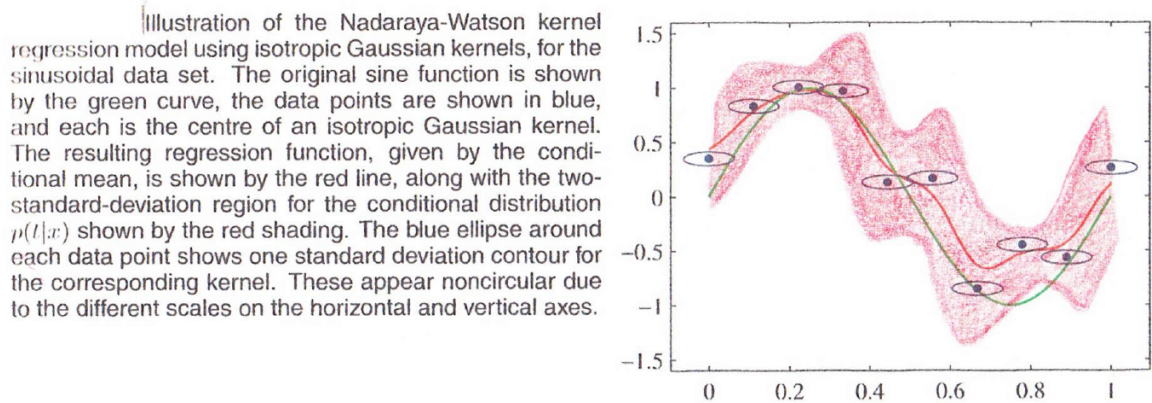 Illustration of the Nadaraya-Watson kernel
regression model using isotropic Gaussian kernels, for the
sinusoidal data set. The original sine function is shown
by the green curve, the data points are shown in blue,
and each is the centre of an isotropic Gaussian kernel.
The resulting regression function, given by the condi-
tional mean, is shown by the red line, along with the two-
standard-deviation region for the conditional distribution
p(t|x) shown by the red shading. The blue ellipse around
each data point shows one standard deviation contour for
the corresponding kernel. These appear noncircular due
to the different scales on the horizontal and vertical axes.
1.5
1
0.5
0
−0.5
−1
−1.5
0 0.2 0.4 0.6 0.8 1